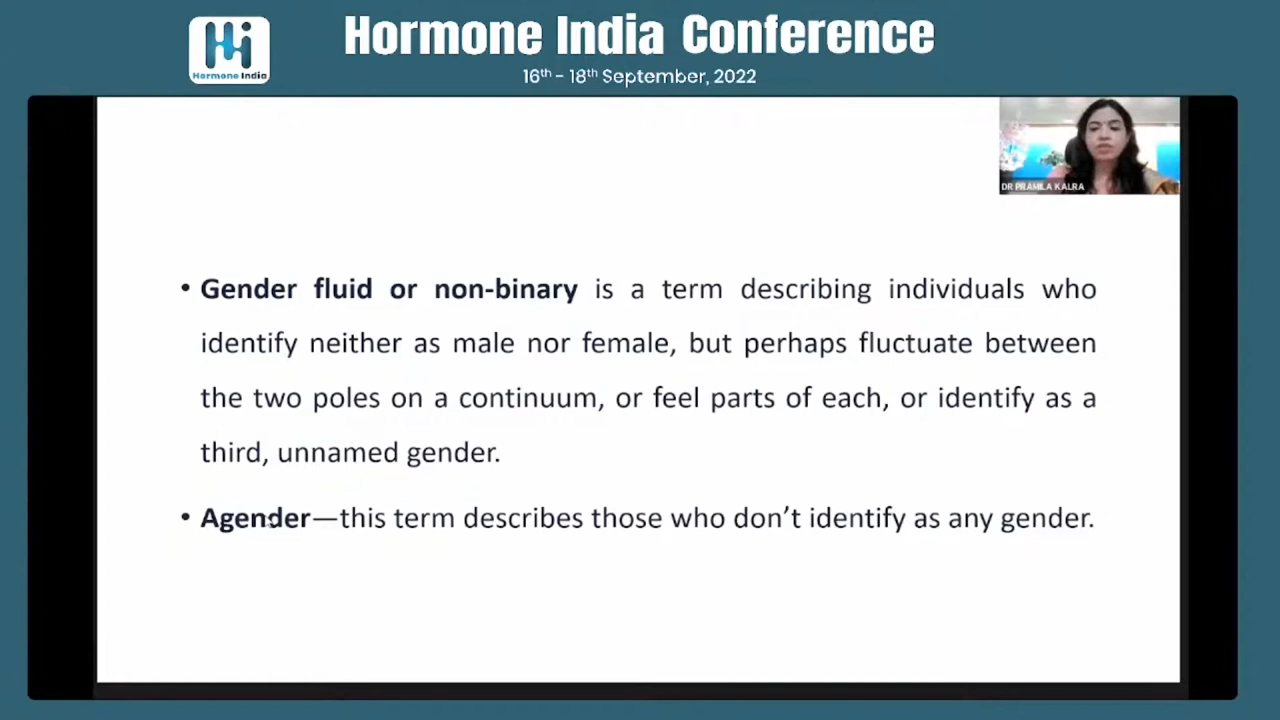 Hormone India
Hormone India Conference
16th - 18th September, 2022
DR PRAMILA KALRA
• Gender fluid or non-binary is a term describing individuals who
identify neither as male nor female, but perhaps fluctuate between
the two poles on a continuum, or feel parts of each, or identify as a
third, unnamed gender.
• Agender—this term describes those who don’t identify as any gender.